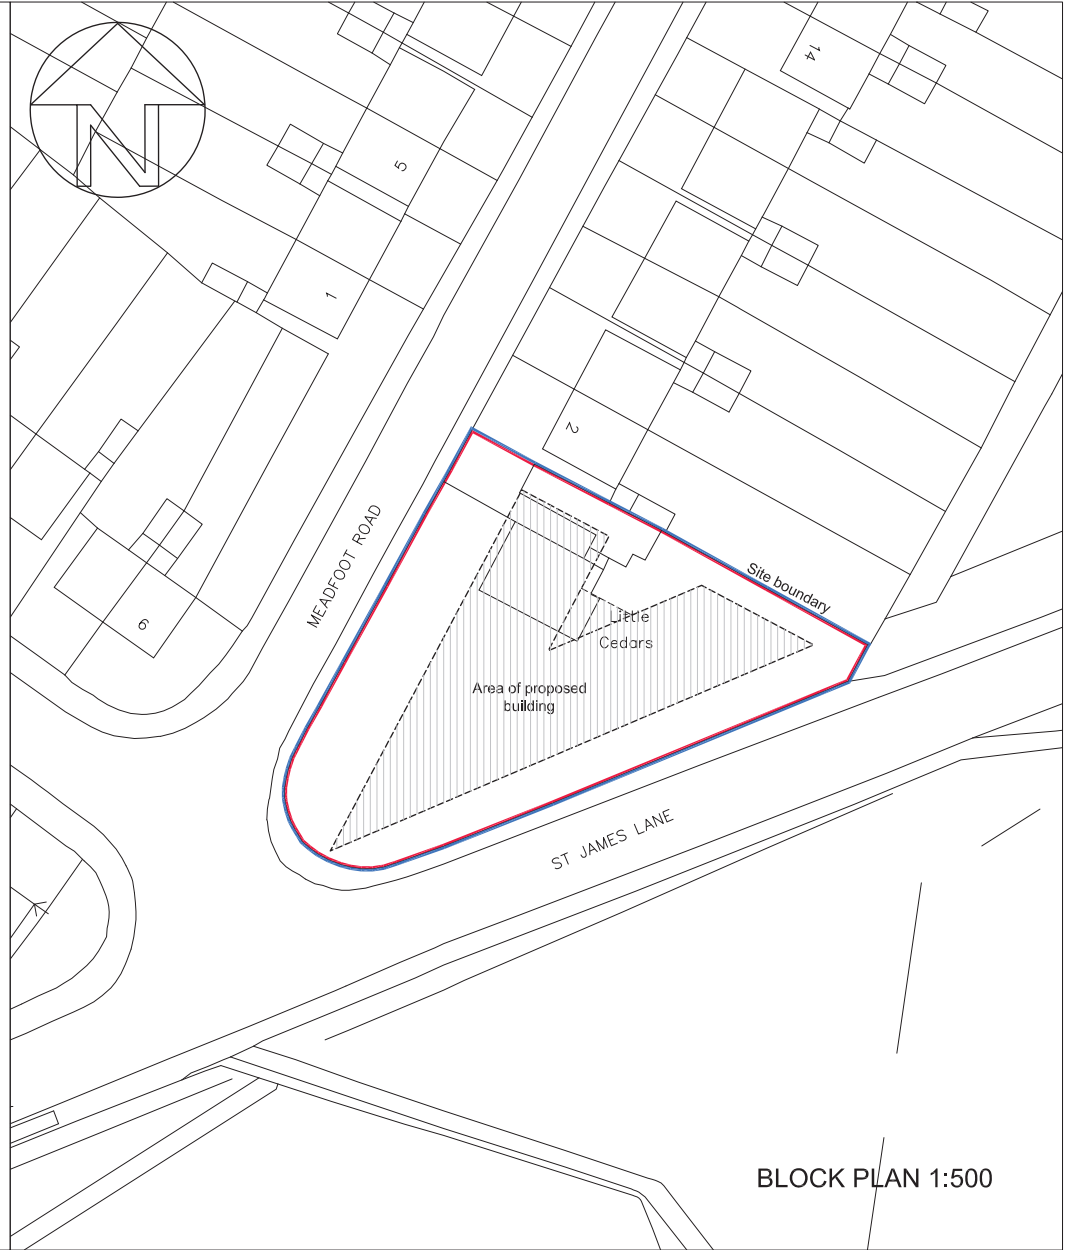 N
14
5
1
2
MEADFOOT ROAD
Site boundary
9
Little
Cedars
Area of proposed
building
ST JAMES LANE
BLOCK PLAN 1:500